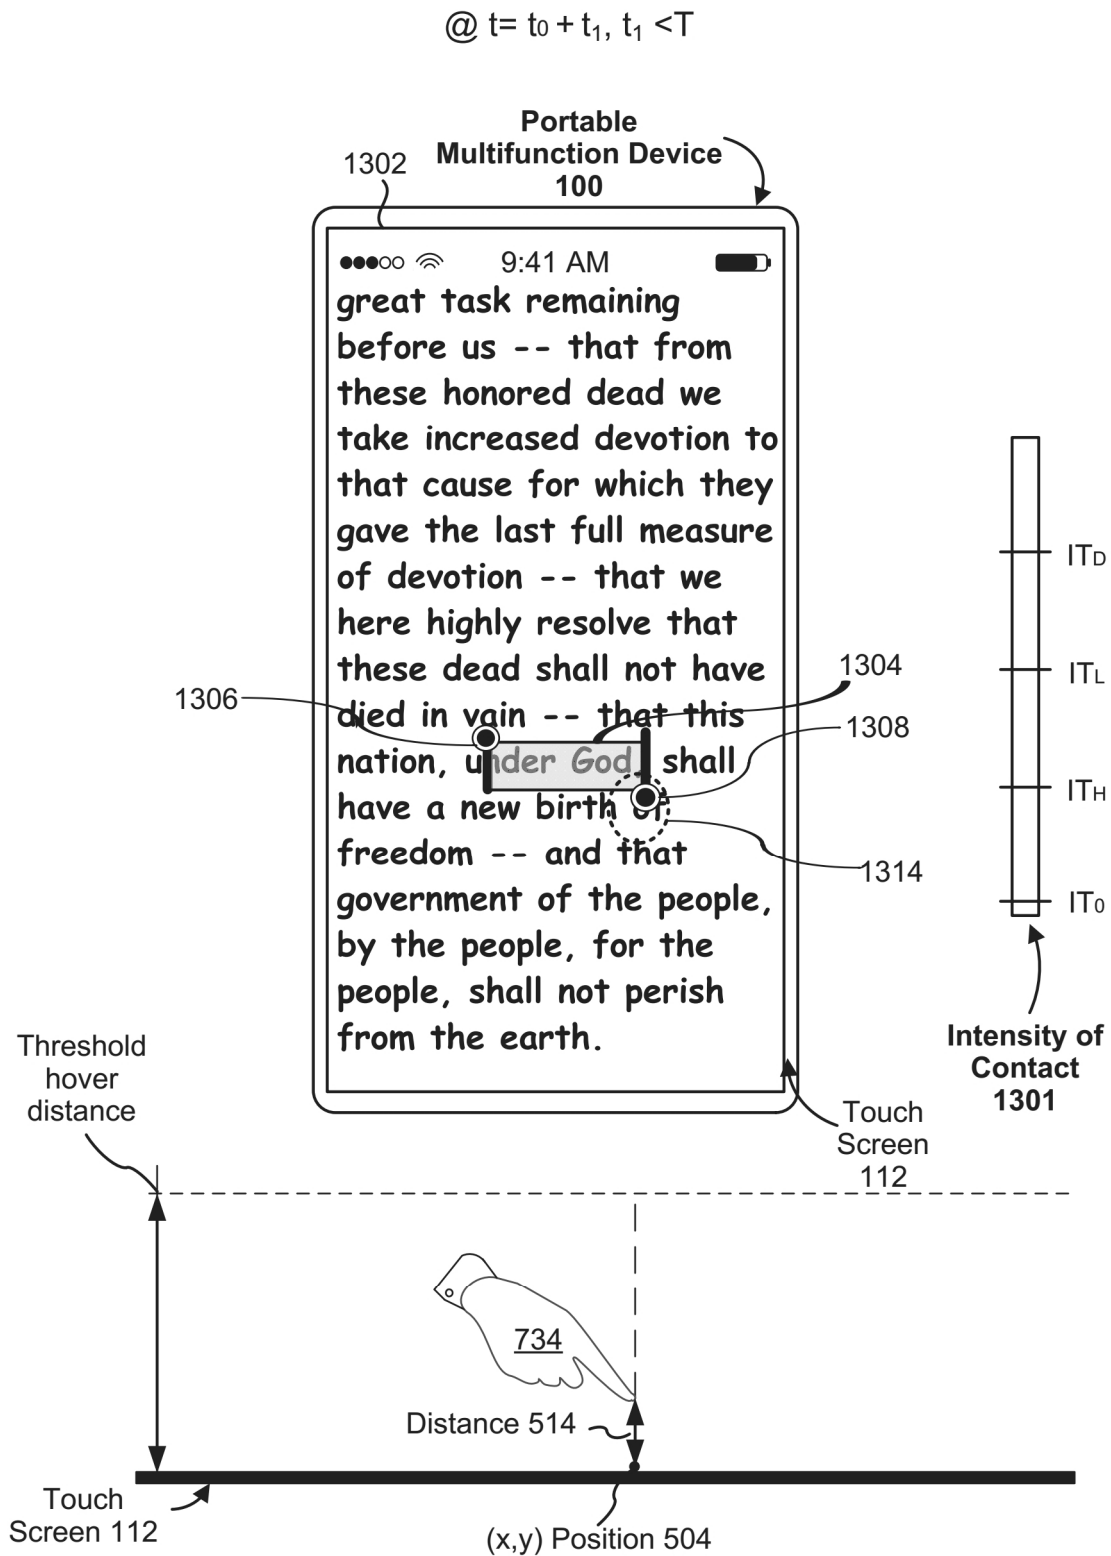 @ t= t0 + t1, t1 <T
Portable
Multifunction Device
100
1302
9:41 AM
great task remaining
before us -- that from
these honored dead we
take increased devotion to
that cause for which they
gave the last full measure
of devotion -- that we
here highly resolve that
these dead shall not have
died in vain -- that this
nation, under God, shall
have a new birth of
freedom -- and that
government of the people,
by the people, for the
people, shall not perish
from the earth.
1306
1304
1308
1314
ITD
ITL
ITH
IT0
Intensity of
Contact
1301
Touch
Screen
112
Threshold
hover
distance
734
Distance 514
Touch
Screen 112
(x,y) Position 504